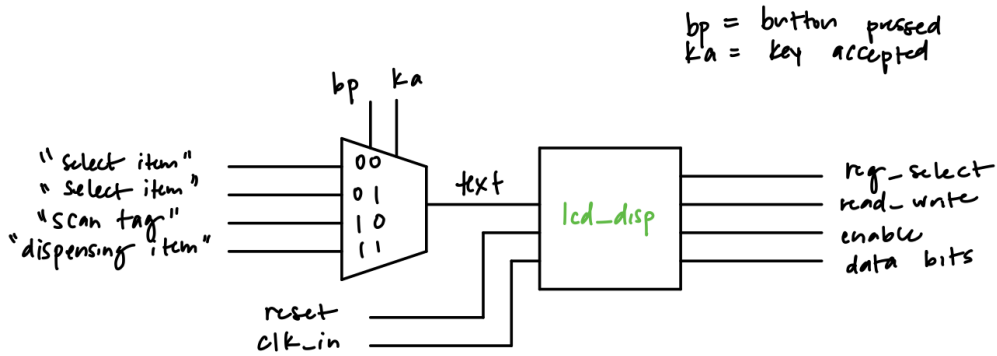 bp = button pressed
ka = key accepted
bp ka
"select item"
"select item"
"scan tag"
"dispensing item"
00
01
10
11
text
lcd_disp
reg_select
read_write
enable
data bits
reset
clk_in